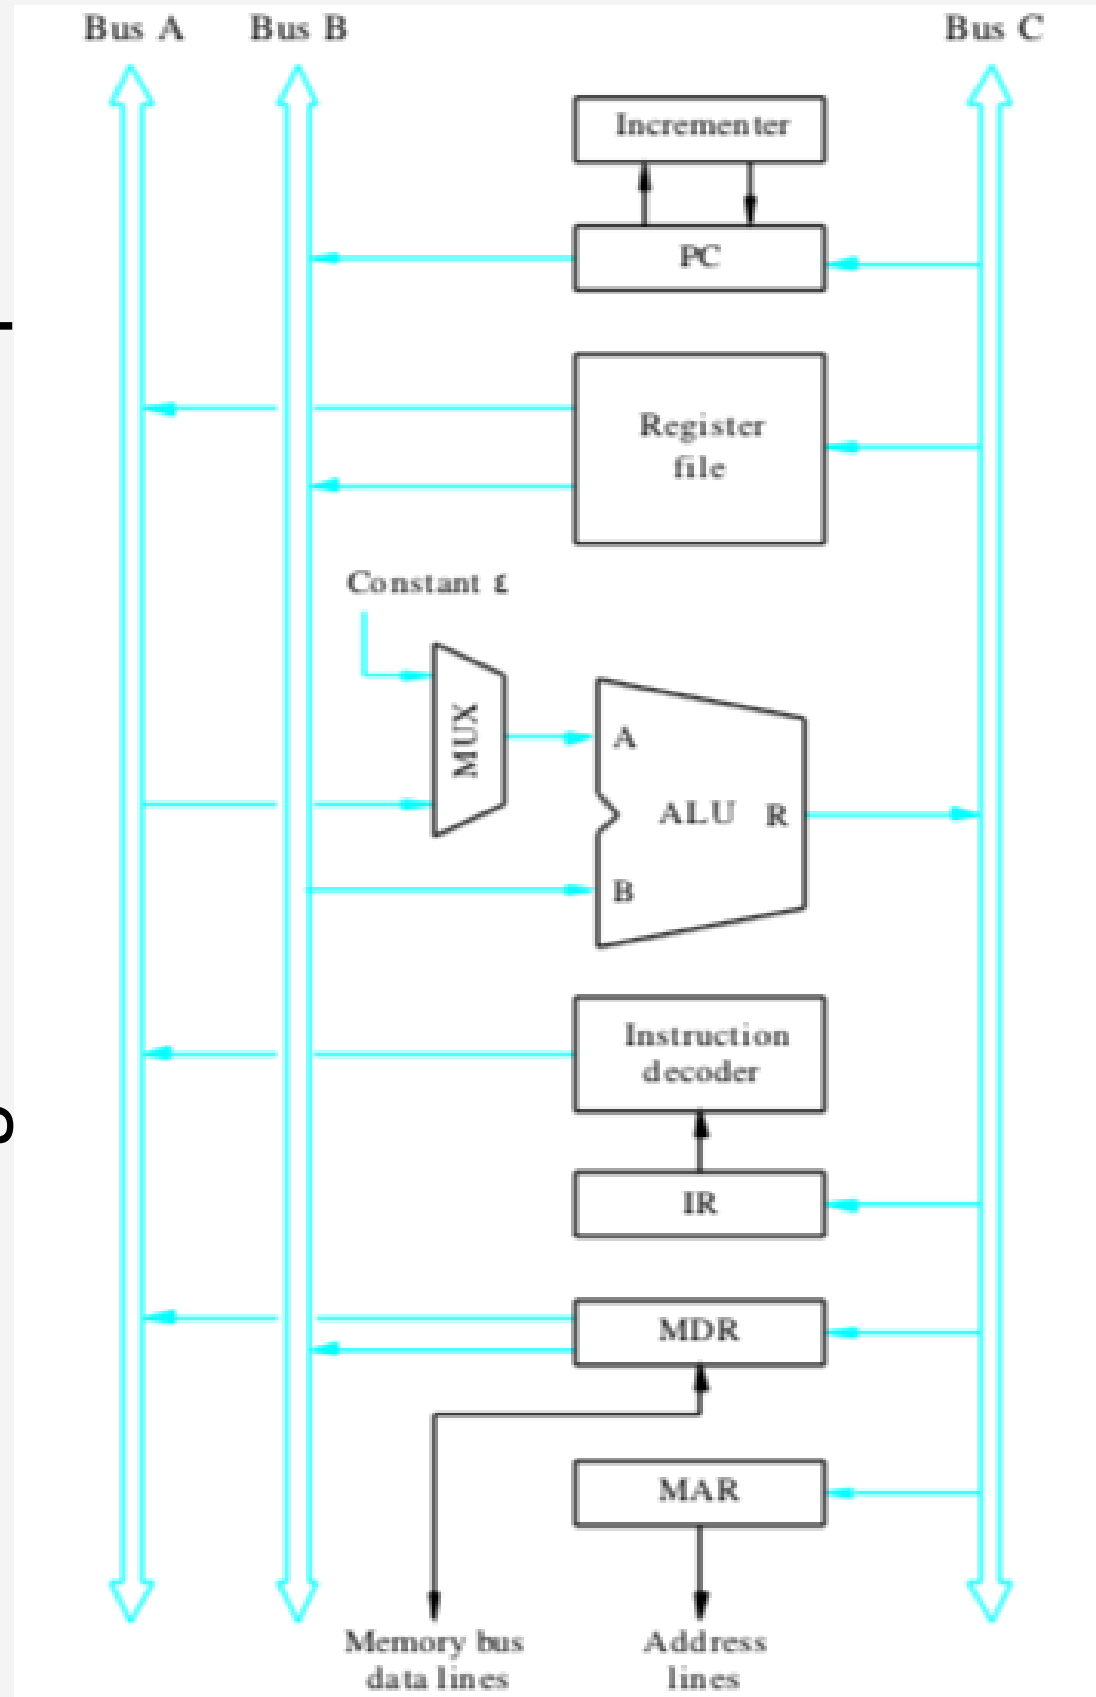 Bus A
Bus B
Bus C
Incrementer
PC
Register
file
Constant
MUX
A
ALU
R
B
Instruction
decoder
IR
MDR
MAR
Memory bus
data lines
Address
lines